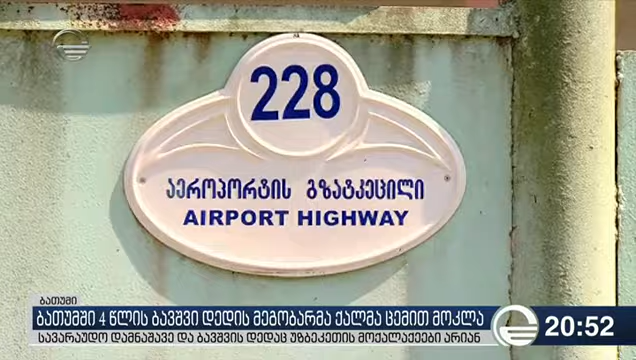 228
აეროპორტის გზატკეცილი
AIRPORT HIGHWAY
ბათუმი
ბათუმში 4 წლის ბავშვი დედის მეგობარმა ქალმა ცემით მოკლა
სავარაუდო დამნაშავე და ბავშვის დედაც უზბეკეთის მოქალაქეები არიან
20:52